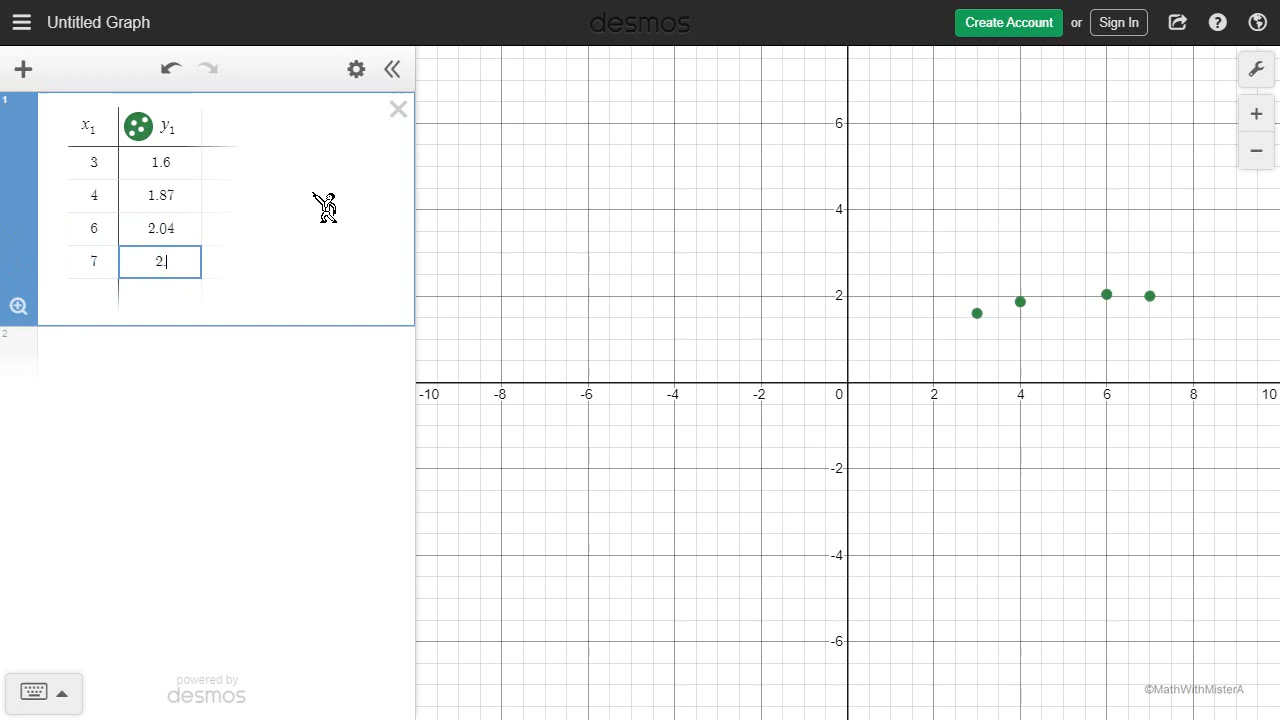 Untitled Graph
desmos
Create Account or Sign In
1
x₁ y₁
3 1.6
4 1.87
6 2.04
7 2.
2
powered by
desmos
6
4
2
-10 -8 -6 -4 -2 0 2 4 6 8 10
-2
-4
-6
©MathWithMisterA